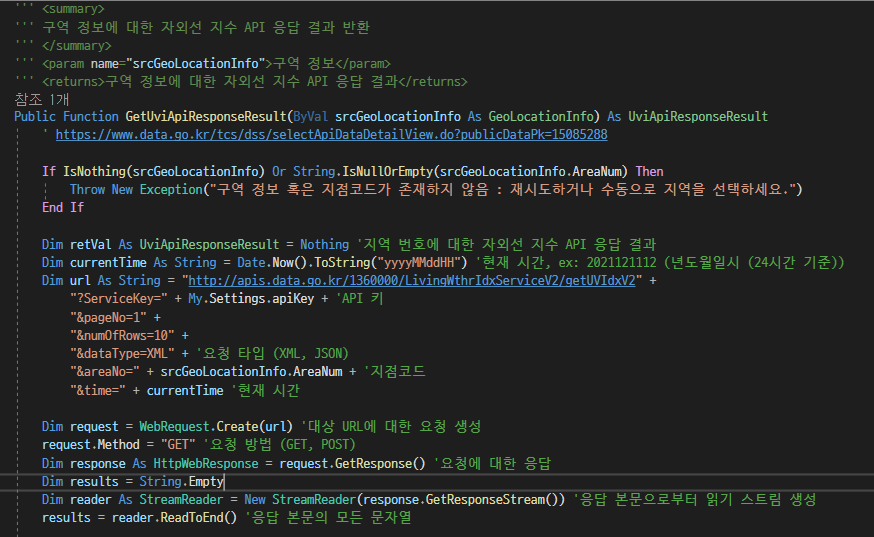 ''' <summary>
''' 구역 정보에 대한 자외선 지수 API 응답 결과 반환
''' </summary>
''' <param name="srcGeoLocationInfo">구역 정보</param>
''' <returns>구역 정보에 대한 자외선 지수 API 응답 결과</returns>
참조 1개
Public Function GetUviApiResponseResult(ByVal srcGeoLocationInfo As GeoLocationInfo) As UviApiResponseResult
' https://www.data.go.kr/tcs/dss/selectApiDataDetailView.do?publicDataPk=15085288
If IsNothing(srcGeoLocationInfo) Or String.IsNullOrEmpty(srcGeoLocationInfo.AreaNum) Then
Throw New Exception("구역 정보 혹은 지점코드가 존재하지 않음 : 재시도하거나 수동으로 지역을 선택하세요.")
End If
Dim retVal As UviApiResponseResult = Nothing '지역 번호에 대한 자외선 지수 API 응답 결과
Dim currentTime As String = Date.Now().ToString("yyyyMMddHH") '현재 시간, ex: 2021121112 (년도월일시 (24시간 기준))
Dim url As String = "http://apis.data.go.kr/1360000/LivingWthrIdxServiceV2/getUVIdxV2" +
"?ServiceKey=" + My.Settings.apiKey + 'API 키
"&pageNo=1" +
"&numOfRows=10" +
"&dataType=XML" + '요청 타입 (XML, JSON)
"&areaNo=" + srcGeoLocationInfo.AreaNum + '지점코드
"&time=" + currentTime '현재 시간
Dim request = WebRequest.Create(url) '대상 URL에 대한 요청 생성
request.Method = "GET" '요청 방법 (GET, POST)
Dim response As HttpWebResponse = request.GetResponse() '요청에 대한 응답
Dim results = String.Empty
Dim reader As StreamReader = New StreamReader(response.GetResponseStream()) '응답 본문으로부터 읽기 스트림 생성
results = reader.ReadToEnd() '응답 본문의 모든 문자열